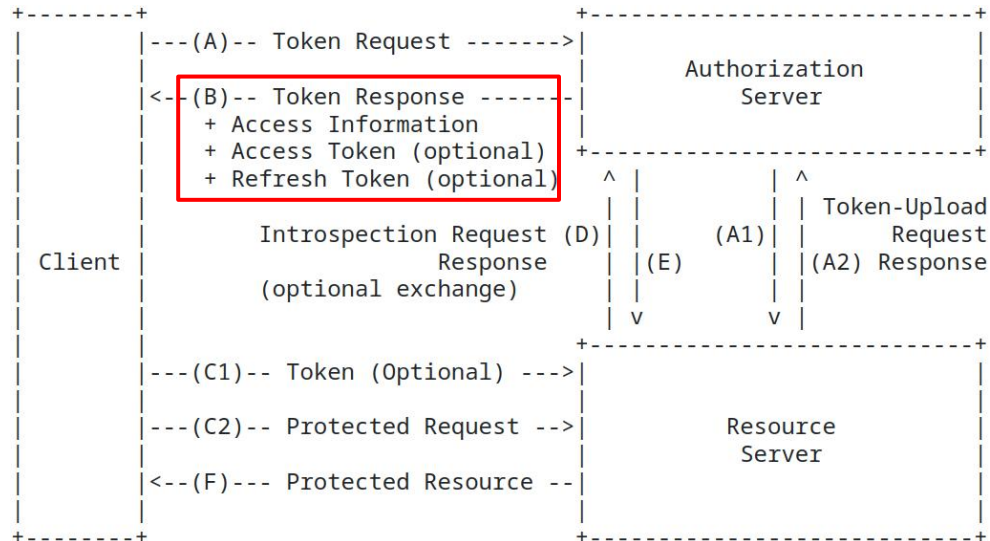 ---(A)-- Token Request ------->
Authorization
Server
<--(B)-- Token Response -------
+ Access Information
+ Access Token (optional)
+ Refresh Token (optional)
Token-Upload
Introspection Request (D) (A1) Request
Client Response (E) (A2) Response
(optional exchange)
---(C1)-- Token (Optional) --->
---(C2)-- Protected Request -->
Resource
Server
<--(F)--- Protected Resource --